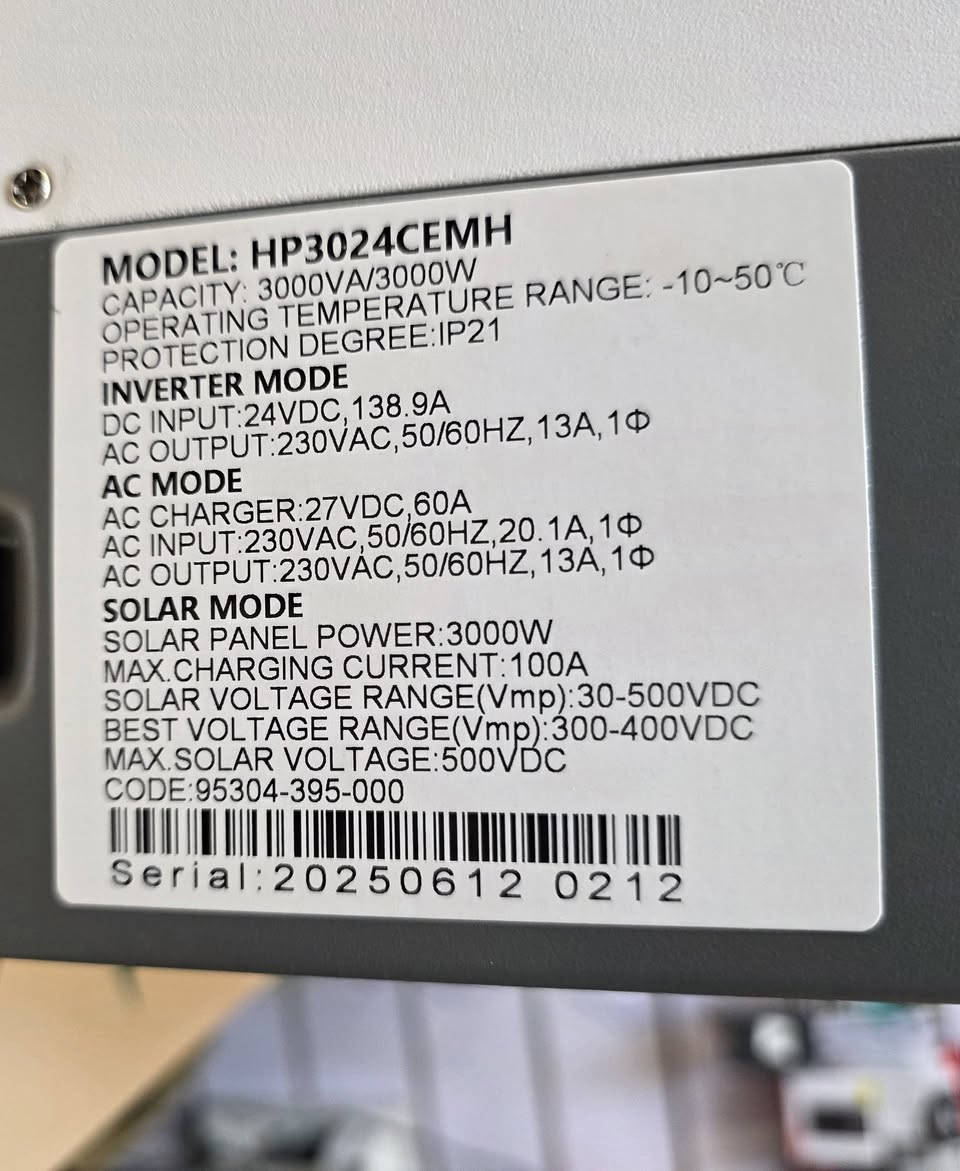 MODEL: HP3024CEMH
CAPACITY: 3000VA/3000W
OPERATING TEMPERATURE RANGE: -10~50℃
PROTECTION DEGREE:IP21
INVERTER MODE
DC INPUT:24VDC,138.9A
AC OUTPUT:230VAC,50/60HZ,13A,1Φ
AC MODE
AC CHARGER:27VDC,60A
AC INPUT:230VAC,50/60HZ,20.1A,1Φ
AC OUTPUT:230VAC,50/60HZ,13A,1Φ
SOLAR MODE
SOLAR PANEL POWER:3000W
MAX.CHARGING CURRENT:100A
SOLAR VOLTAGE RANGE(Vmp):30-500VDC
BEST VOLTAGE RANGE(Vmp):300-400VDC
MAX.SOLAR VOLTAGE:500VDC
CODE:95304-395-000
Serial:20250612 0212